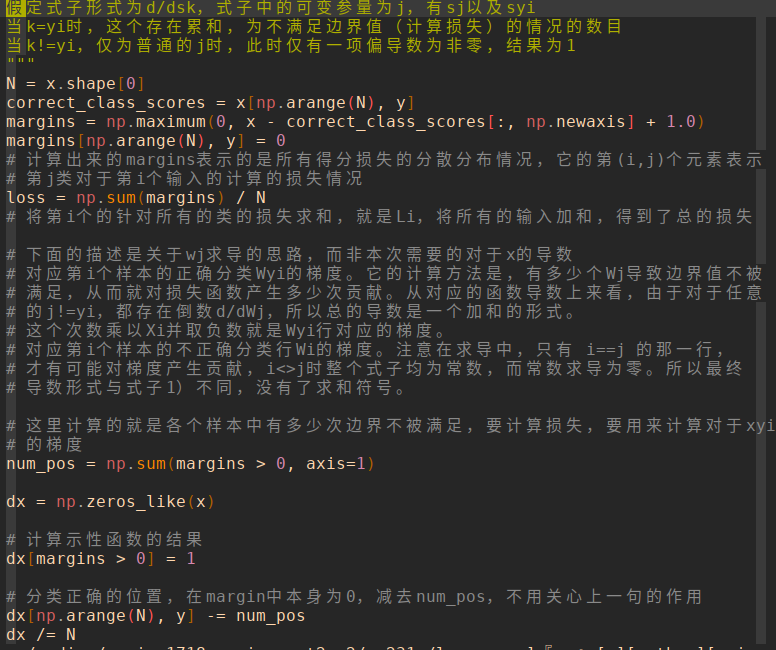 假定式子形式为d/dsk，式子中的可变参量为j，有sj以及syi
当k=yi时，这个存在累和，为不满足边界值（计算损失）的情况的数目
当k!=yi，仅为普通的j时，此时仅有一项偏导数为非零，结果为1
"""
N = x.shape[0]
correct_class_scores = x[np.arange(N), y]
margins = np.maximum(0, x - correct_class_scores[:, np.newaxis] + 1.0)
margins[np.arange(N), y] = 0
# 计算出来的margins表示的是所有得分损失的分散分布情况，它的第(i,j)个元素表示
# 第j类对于第i个输入的计算的损失情况
loss = np.sum(margins) / N
# 将第i个的针对所有的类的损失求和，就是Li，将所有的输入加和，得到了总的损失
# 下面的描述是关于wj求导的思路，而非本次需要的对于x的导数
# 对应第i个样本的正确分类Wyi的梯度。它的计算方法是，有多少个Wj导致边界值不被
# 满足，从而就对损失函数产生多少次贡献。从对应的函数导数上来看，由于对于任意
# 的j!=yi，都存在倒数d/dWj，所以总的导数是一个加和的形式。
# 这个次数乘以Xi并取负数就是Wyi行对应的梯度。
# 对应第i个样本的不正确分类行Wi的梯度。注意在求导中，只有 i==j 的那一行，
# 才有可能对梯度产生贡献，i<>j时整个式子均为常数，而常数求导为零。所以最终
# 导数形式与式子1）不同，没有了求和符号。
# 这里计算的就是各个样本中有多少次边界不被满足，要计算损失，要用来计算对于xyi
# 的梯度
num_pos = np.sum(margins > 0, axis=1)
dx = np.zeros_like(x)
# 计算示性函数的结果
dx[margins > 0] = 1
# 分类正确的位置，在margin中本身为0，减去num_pos，不用关心上一句的作用
dx[np.arange(N), y] -= num_pos
dx /= N